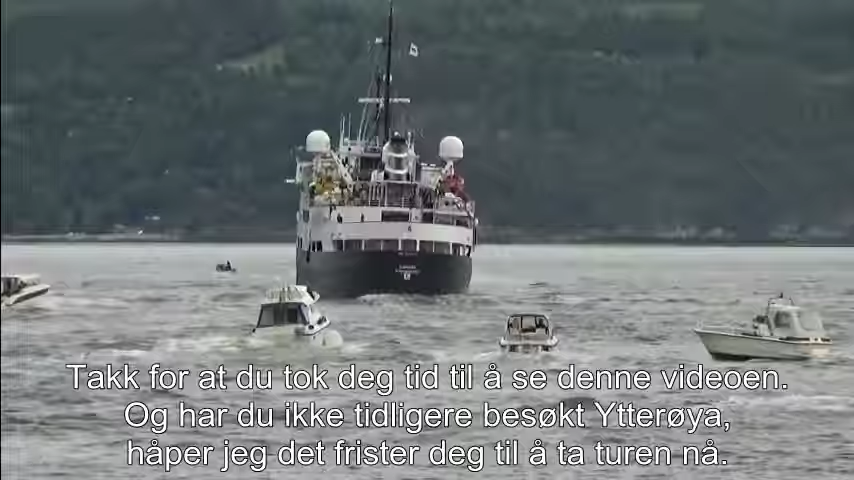 Takk for at du tok deg tid til å se denne videoen.
Og har du ikke tidligere besøkt Ytterøya,
håper jeg det frister deg til å ta turen nå.